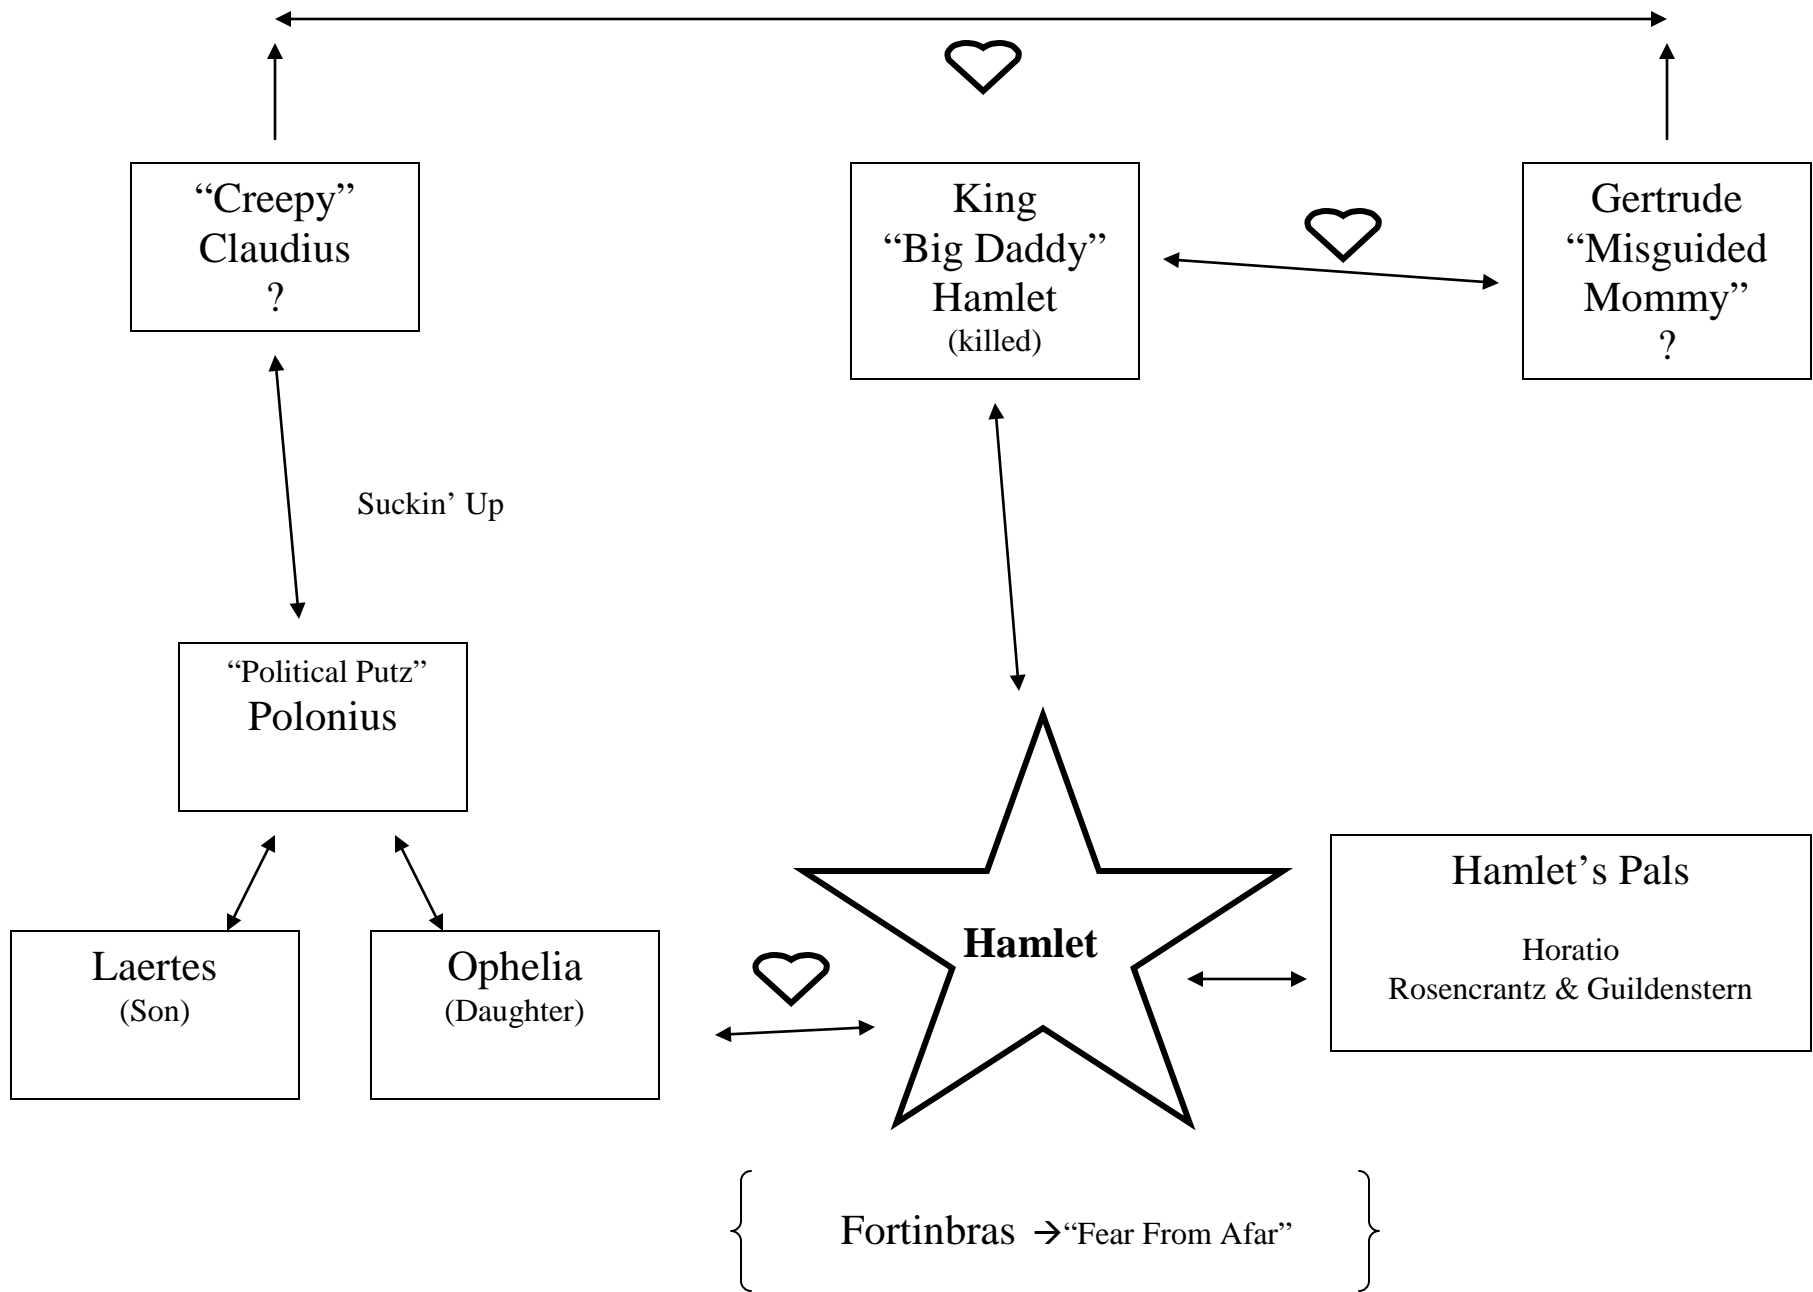 “Creepy”
Claudius
?
King
“Big Daddy”
Hamlet
(killed)
Gertrude
“Misguided
Mommy”
?
Suckin’ Up
“Political Putz”
Polonius
Laertes
(Son)
Ophelia
(Daughter)
Hamlet
Hamlet’s Pals
Horatio
Rosencrantz & Guildenstern
Fortinbras →“Fear From Afar”